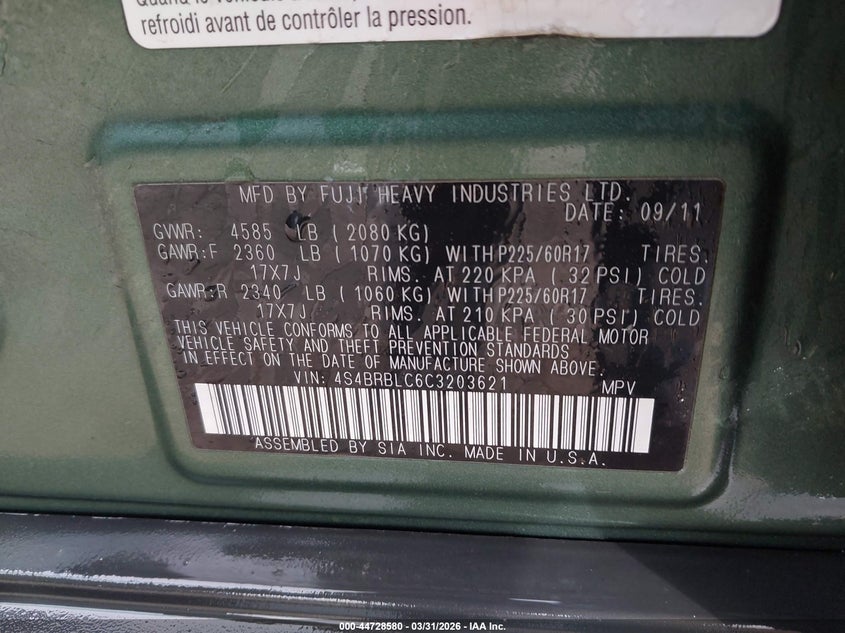 refroidi avant de contrôler la pression.
MFD BY FUJI HEAVY INDUSTRIES LTD.
DATE: 09/11
GVWR: 4585 LB (2080 KG)
GAWR:F 2360 LB (1070 KG) WITH P225/60R17 TIRES.
17X7J RIMS. AT 220 KPA (32 PSI) COLD
GAWR:R 2340 LB (1060 KG) WITH P225/60R17 TIRES.
17X7J RIMS. AT 210 KPA (30 PSI) COLD
THIS VEHICLE CONFORMS TO ALL APPLICABLE FEDERAL MOTOR
VEHICLE SAFETY AND THEFT PREVENTION STANDARDS
IN EFFECT ON THE DATE OF MANUFACTURE SHOWN ABOVE.
VIN: 4S4BRBLC6C3203621 MPV
ASSEMBLED BY SIA INC. MADE IN U.S.A.
000-44728580 - 03/31/2026 - IAA Inc.